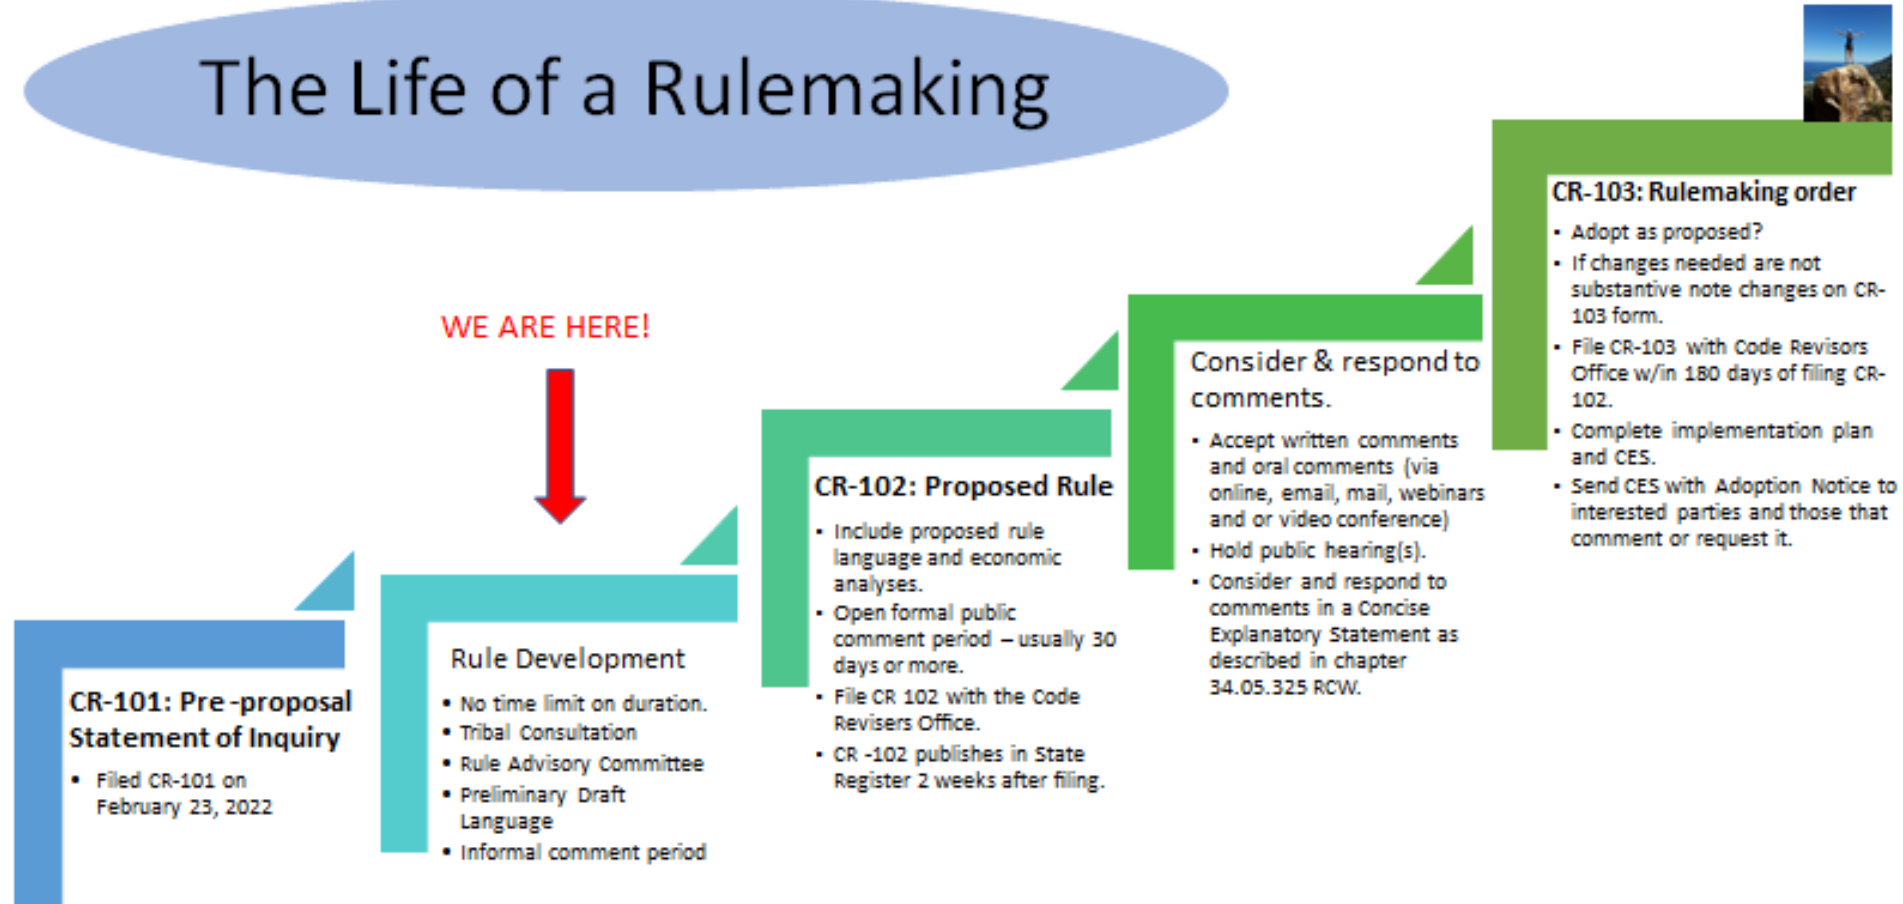 The Life of a Rulemaking
WE ARE HERE!
CR-101: Pre-proposal
Statement of Inquiry
• Filed CR-101 on
February 23, 2022
Rule Development
• No time limit on duration.
• Tribal Consultation
• Rule Advisory Committee
• Preliminary Draft
Language
• Informal comment period
CR-102: Proposed Rule
• Include proposed rule
language and economic
analyses.
• Open formal public
comment period – usually 30
days or more.
• File CR 102 with the Code
Revisers Office.
• CR -102 publishes in State
Register 2 weeks after filing.
Consider & respond to
comments.
• Accept written comments
and oral comments (via
online, email, mail, webinars
and or video conference)
• Hold public hearing(s).
• Consider and respond to
comments in a Concise
Explanatory Statement as
described in chapter
34.05.325 RCW.
CR-103: Rulemaking order
• Adopt as proposed?
• If changes needed are not
substantive note changes on CR-
103 form.
• File CR-103 with Code Revisors
Office w/in 180 days of filing CR-
102.
• Complete implementation plan
and CES.
• Send CES with Adoption Notice to
interested parties and those that
comment or request it.